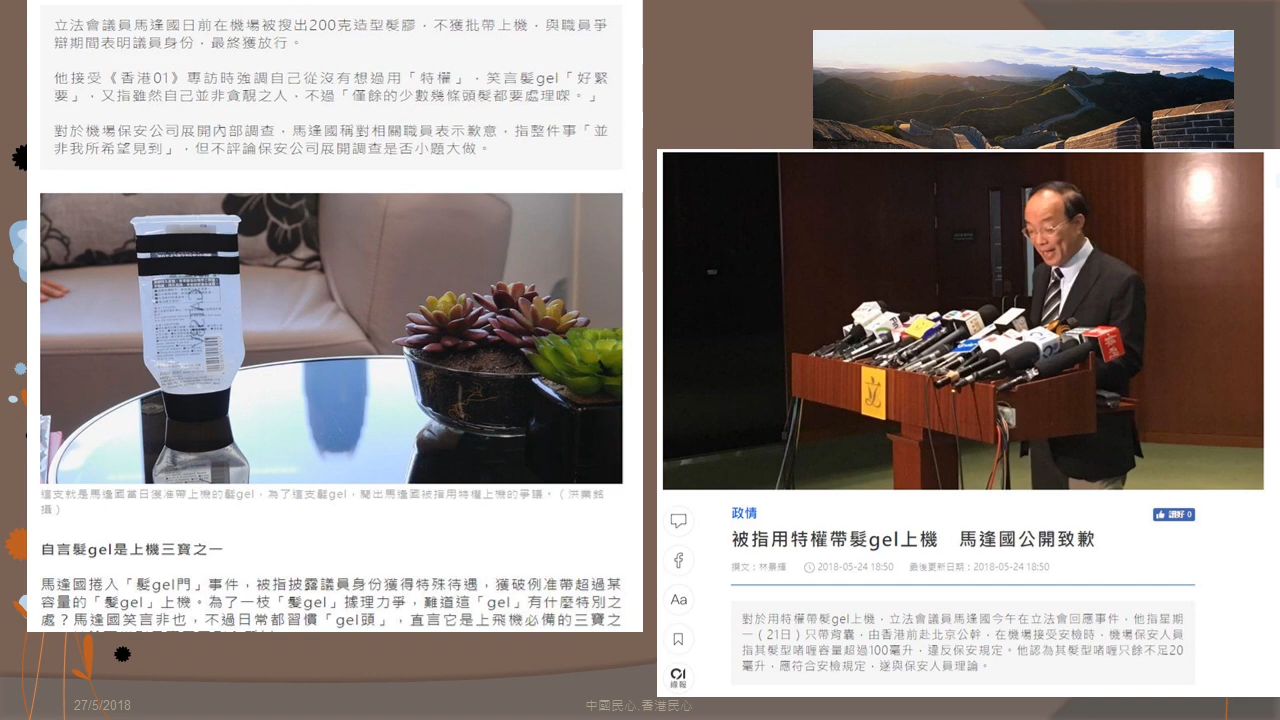 立法會議員馬逢國日前在機場被搜出200克造型髮膠，不獲批帶上機，與職員爭
辯期間表明議員身份，最終獲放行。
他接受《香港01》專訪時強調自己從沒有想過用「特權」，笑言髮gel「好緊
要」，又指雖然自己並非貪靚之人，不過「僅餘的少數幾條頭髮都要處理㗎。」
對於機場保安公司展開內部調查，馬逢國稱對相關職員表示歉意，指整件事「並
非我所希望見到」，但不評論保安公司展開調查是否小題大做。
這支就是馬逢國當日獲准帶上機的髮gel，為了這支髮gel，鬧出馬逢國被指用特權上機的爭議。（洪業銘
攝）
自言髮gel是上機三寶之一
馬逢國捲入「髮gel門」事件，被指披露議員身份獲得特殊待遇，獲破例准帶超過某
容量的「髮gel」上機。為了一枝「髮gel」據理力爭，難道這「gel」有什麼特別之
處？馬逢國笑言非也，不過日常都習慣「gel頭」，直言它是上飛機必備的三寶之
政情
讚好 0
被指用特權帶髮gel上機　馬逢國公開致歉
撰文：林景輝 2018-05-24 18:50 最後更新日期：2018-05-24 18:50
對於用特權帶髮gel上機，立法會議員馬逢國今午在立法會回應事件，他指星期
一（21日）只帶背囊，由香港前赴北京公幹，在機場接受安檢時，機場保安人員
指其髮型啫喱容量超過100毫升，違反保安規定。他認為其髮型啫喱只餘不足20
毫升，應符合安檢規定，遂與保安人員理論。
Aa
01
線報
27/5/2018
中國民心.香港民心